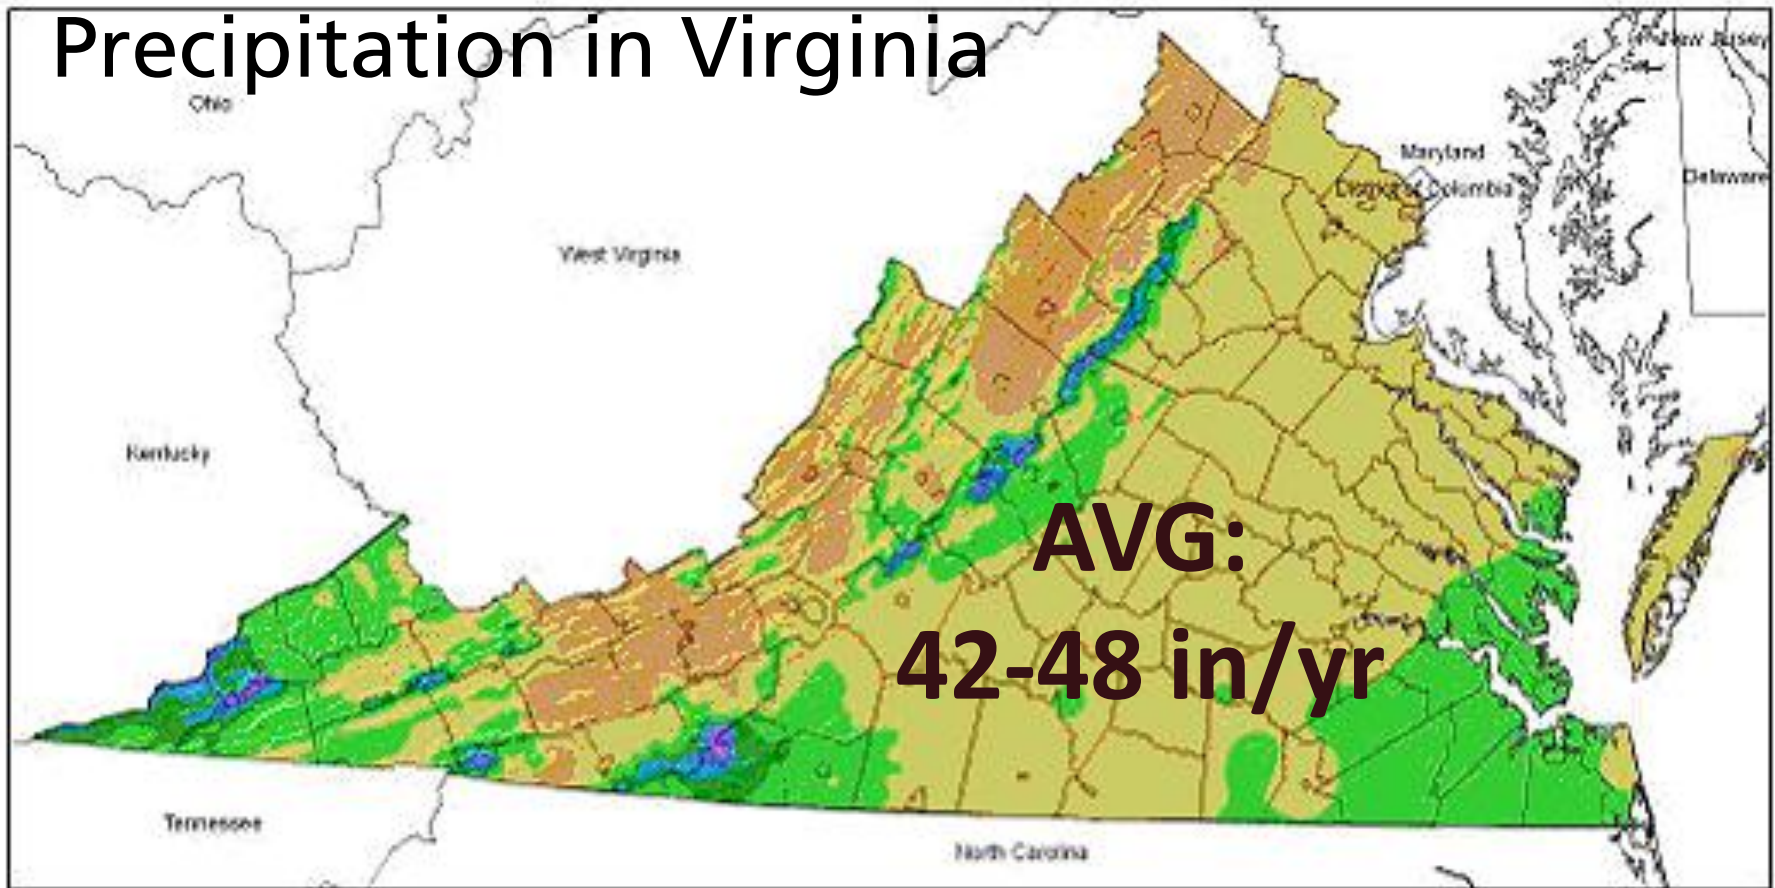 Precipitation in Virginia
New Jersey
Ohio
Maryland
Delaware
District of Columbia
West Virginia
Kentucky
AVG:
42-48 in/yr
Tennessee
North Carolina